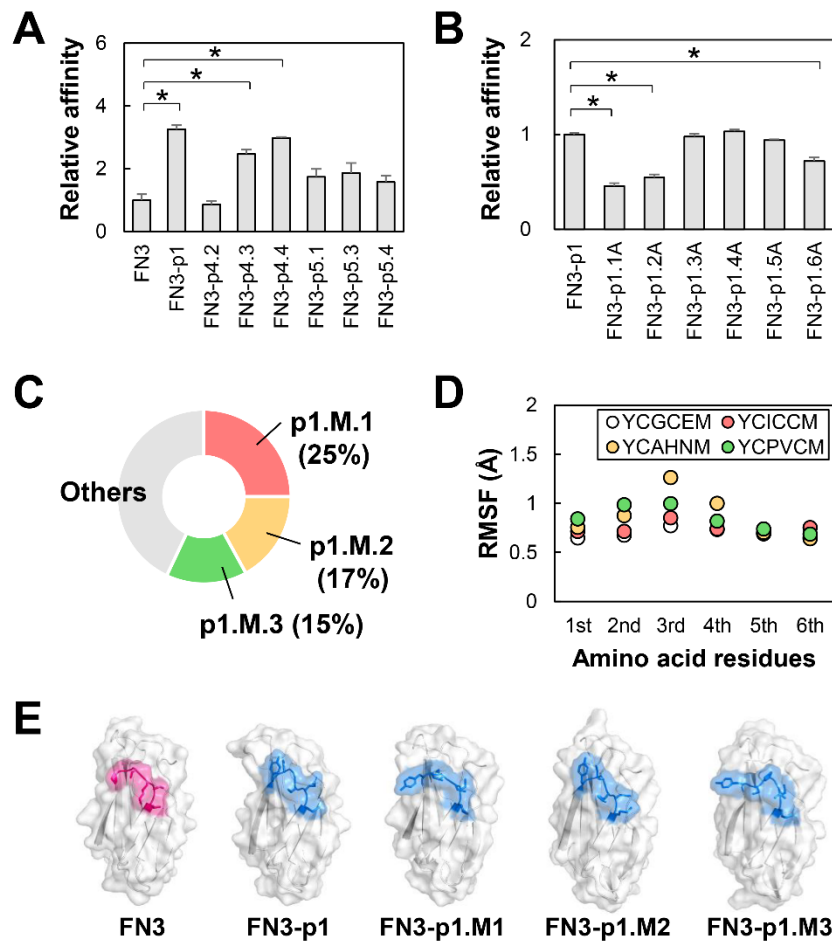 A
Relative affinity
6
4
2
0
*
*
*
FN3
FN3-p1
FN3-p4.2
FN3-p4.3
FN3-p4.4
FN3-p5.1
FN3-p5.3
FN3-p5.4
B
Relative affinity
2
1
0
*
*
*
FN3-p1
FN3-p1.1A
FN3-p1.2A
FN3-p1.3A
FN3-p1.4A
FN3-p1.5A
FN3-p1.6A
C
Others
p1.M.1
(25%)
p1.M.2
(17%)
p1.M.3 (15%)
D
RMSF (Å)
2
1.5
1
0.5
0
YCGCEM YCICCM
YCAHNM YCPVCM
1st 2nd 3rd 4th 5th 6th
Amino acid residues
E
FN3 FN3-p1 FN3-p1.M1 FN3-p1.M2 FN3-p1.M3